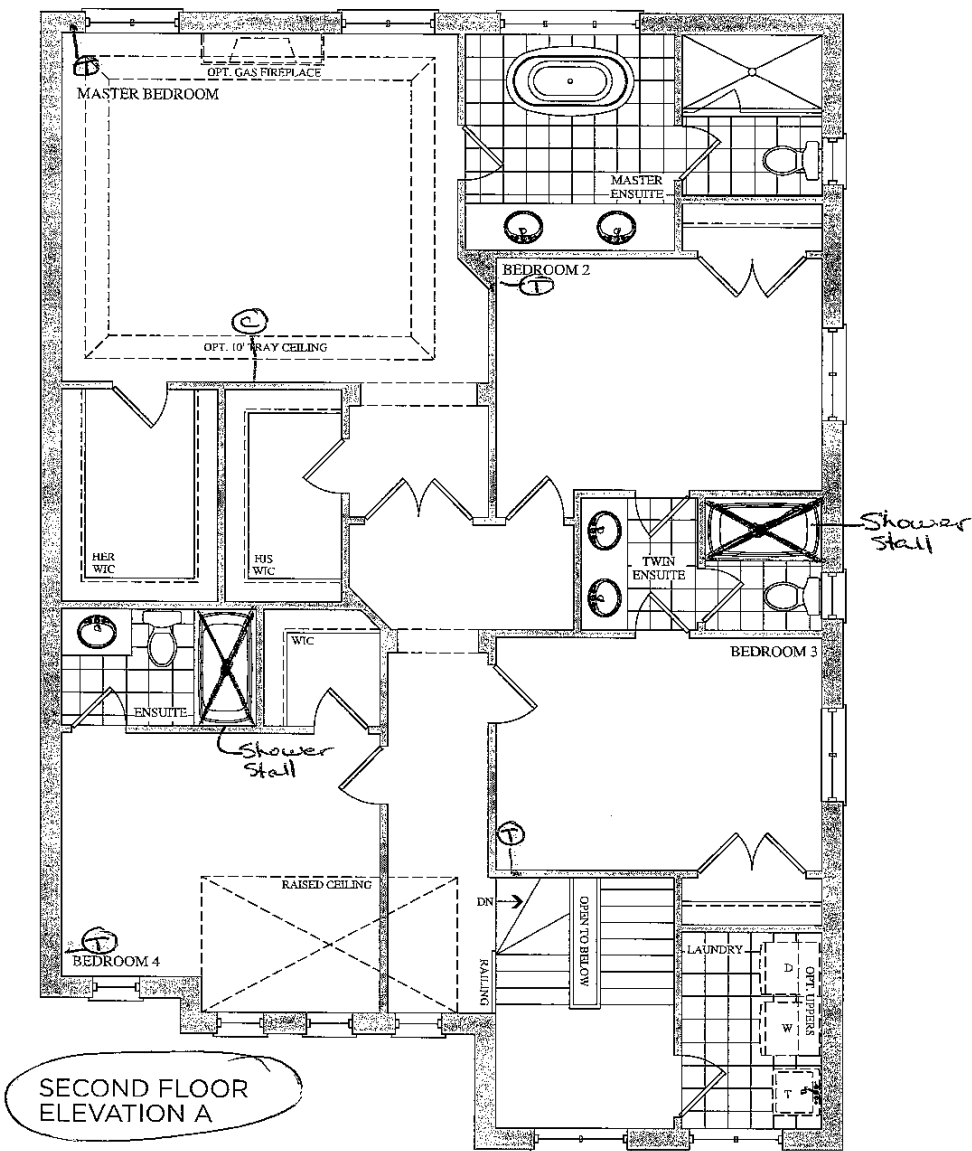 OPT. GAS FIREPLACE
T
MASTER BEDROOM
MASTER
ENSUITE
BEDROOM 2
T
C
OPT. 10' TRAY CEILING
HER
WIC
HIS
WIC
Shower
Stall
TWIN
ENSUITE
WIC
BEDROOM 3
ENSUITE
Shower
Stall
T
RAISED CEILING
DN
OPEN TO BELOW
RAILING
T
BEDROOM 4
LAUNDRY
D
OPT. UPPERS
W
T
SECOND FLOOR
ELEVATION A